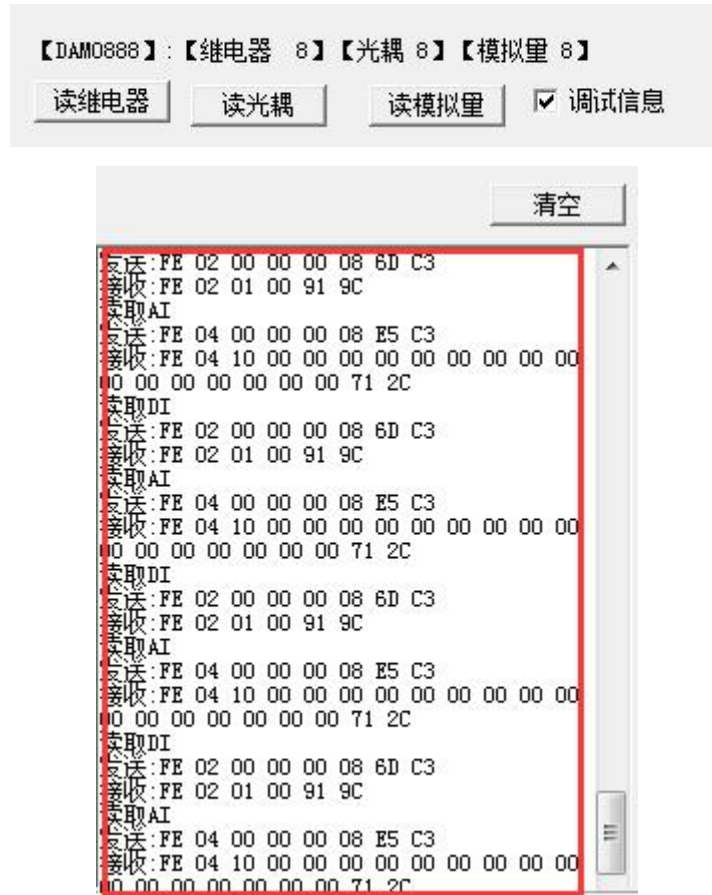 【DAM0888】:【继电器 8】【光耦 8】【模拟量 8】
读继电器 读光耦 读模拟量 调试信息
清空
发送:FE 02 00 00 00 08 6D C3
接收:FE 02 01 00 91 9C
读取AI
发送:FE 04 00 00 00 08 E5 C3
接收:FE 04 10 00 00 00 00 00 00 00 00 00
00 00 00 00 00 00 00 71 2C
读取DI
发送:FE 02 00 00 00 08 6D C3
接收:FE 02 01 00 91 9C
读取AI
发送:FE 04 00 00 00 08 E5 C3
接收:FE 04 10 00 00 00 00 00 00 00 00 00
00 00 00 00 00 00 00 71 2C
读取DI
发送:FE 02 00 00 00 08 6D C3
接收:FE 02 01 00 91 9C
读取AI
发送:FE 04 00 00 00 08 E5 C3
接收:FE 04 10 00 00 00 00 00 00 00 00 00
00 00 00 00 00 00 00 71 2C
读取DI
发送:FE 02 00 00 00 08 6D C3
接收:FE 02 01 00 91 9C
读取AI
发送:FE 04 00 00 00 08 E5 C3
接收:FE 04 10 00 00 00 00 00 00 00 00 00
00 00 00 00 00 00 00 71 2C